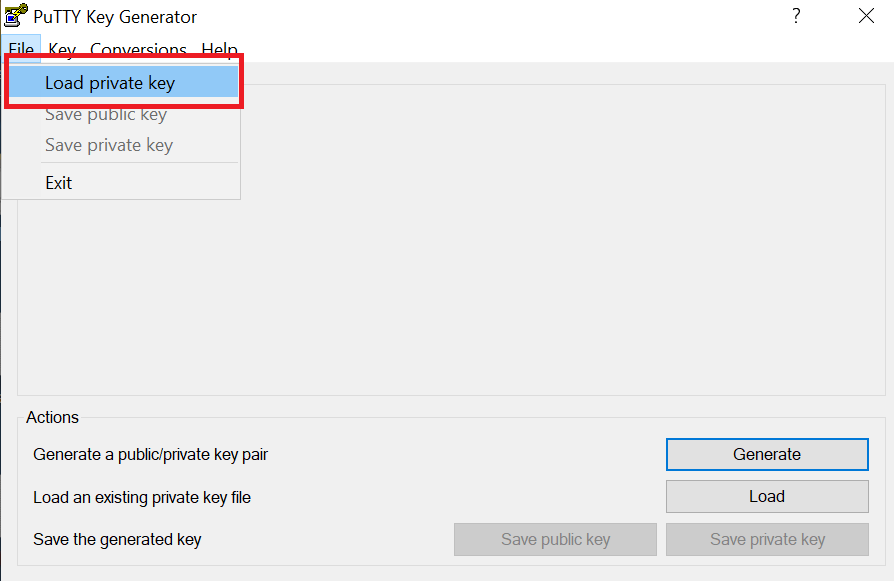 PuTTY Key Generator
?
File Key Conversions Help
Load private key
Save public key
Save private key
Exit
Actions
Generate a public/private key pair
Generate
Load an existing private key file
Load
Save the generated key
Save public key
Save private key